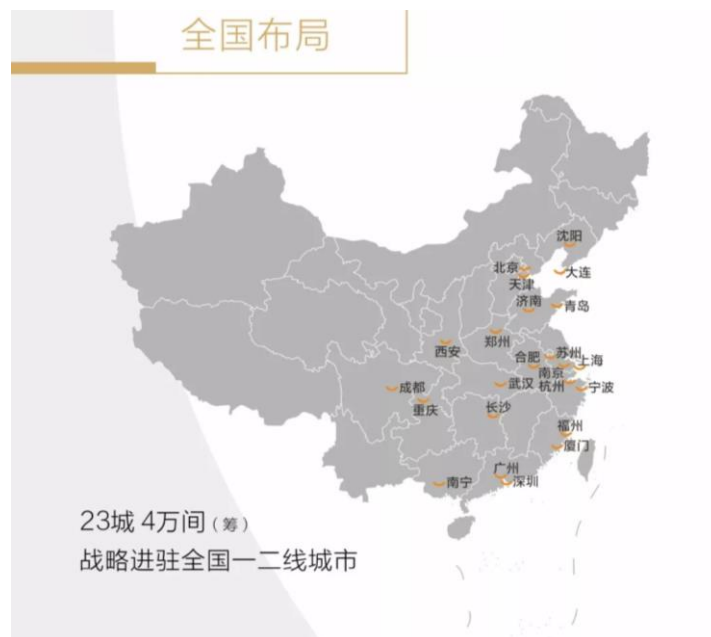 全国布局
沈阳
北京
大连
天津
济南
青岛
郑州
西安
合肥
苏州
上海
南京
成都
武汉
杭州
宁波
重庆
长沙
福州
厦门
广州
南宁
深圳
23城 4万间（筹）
战略进驻全国一二线城市